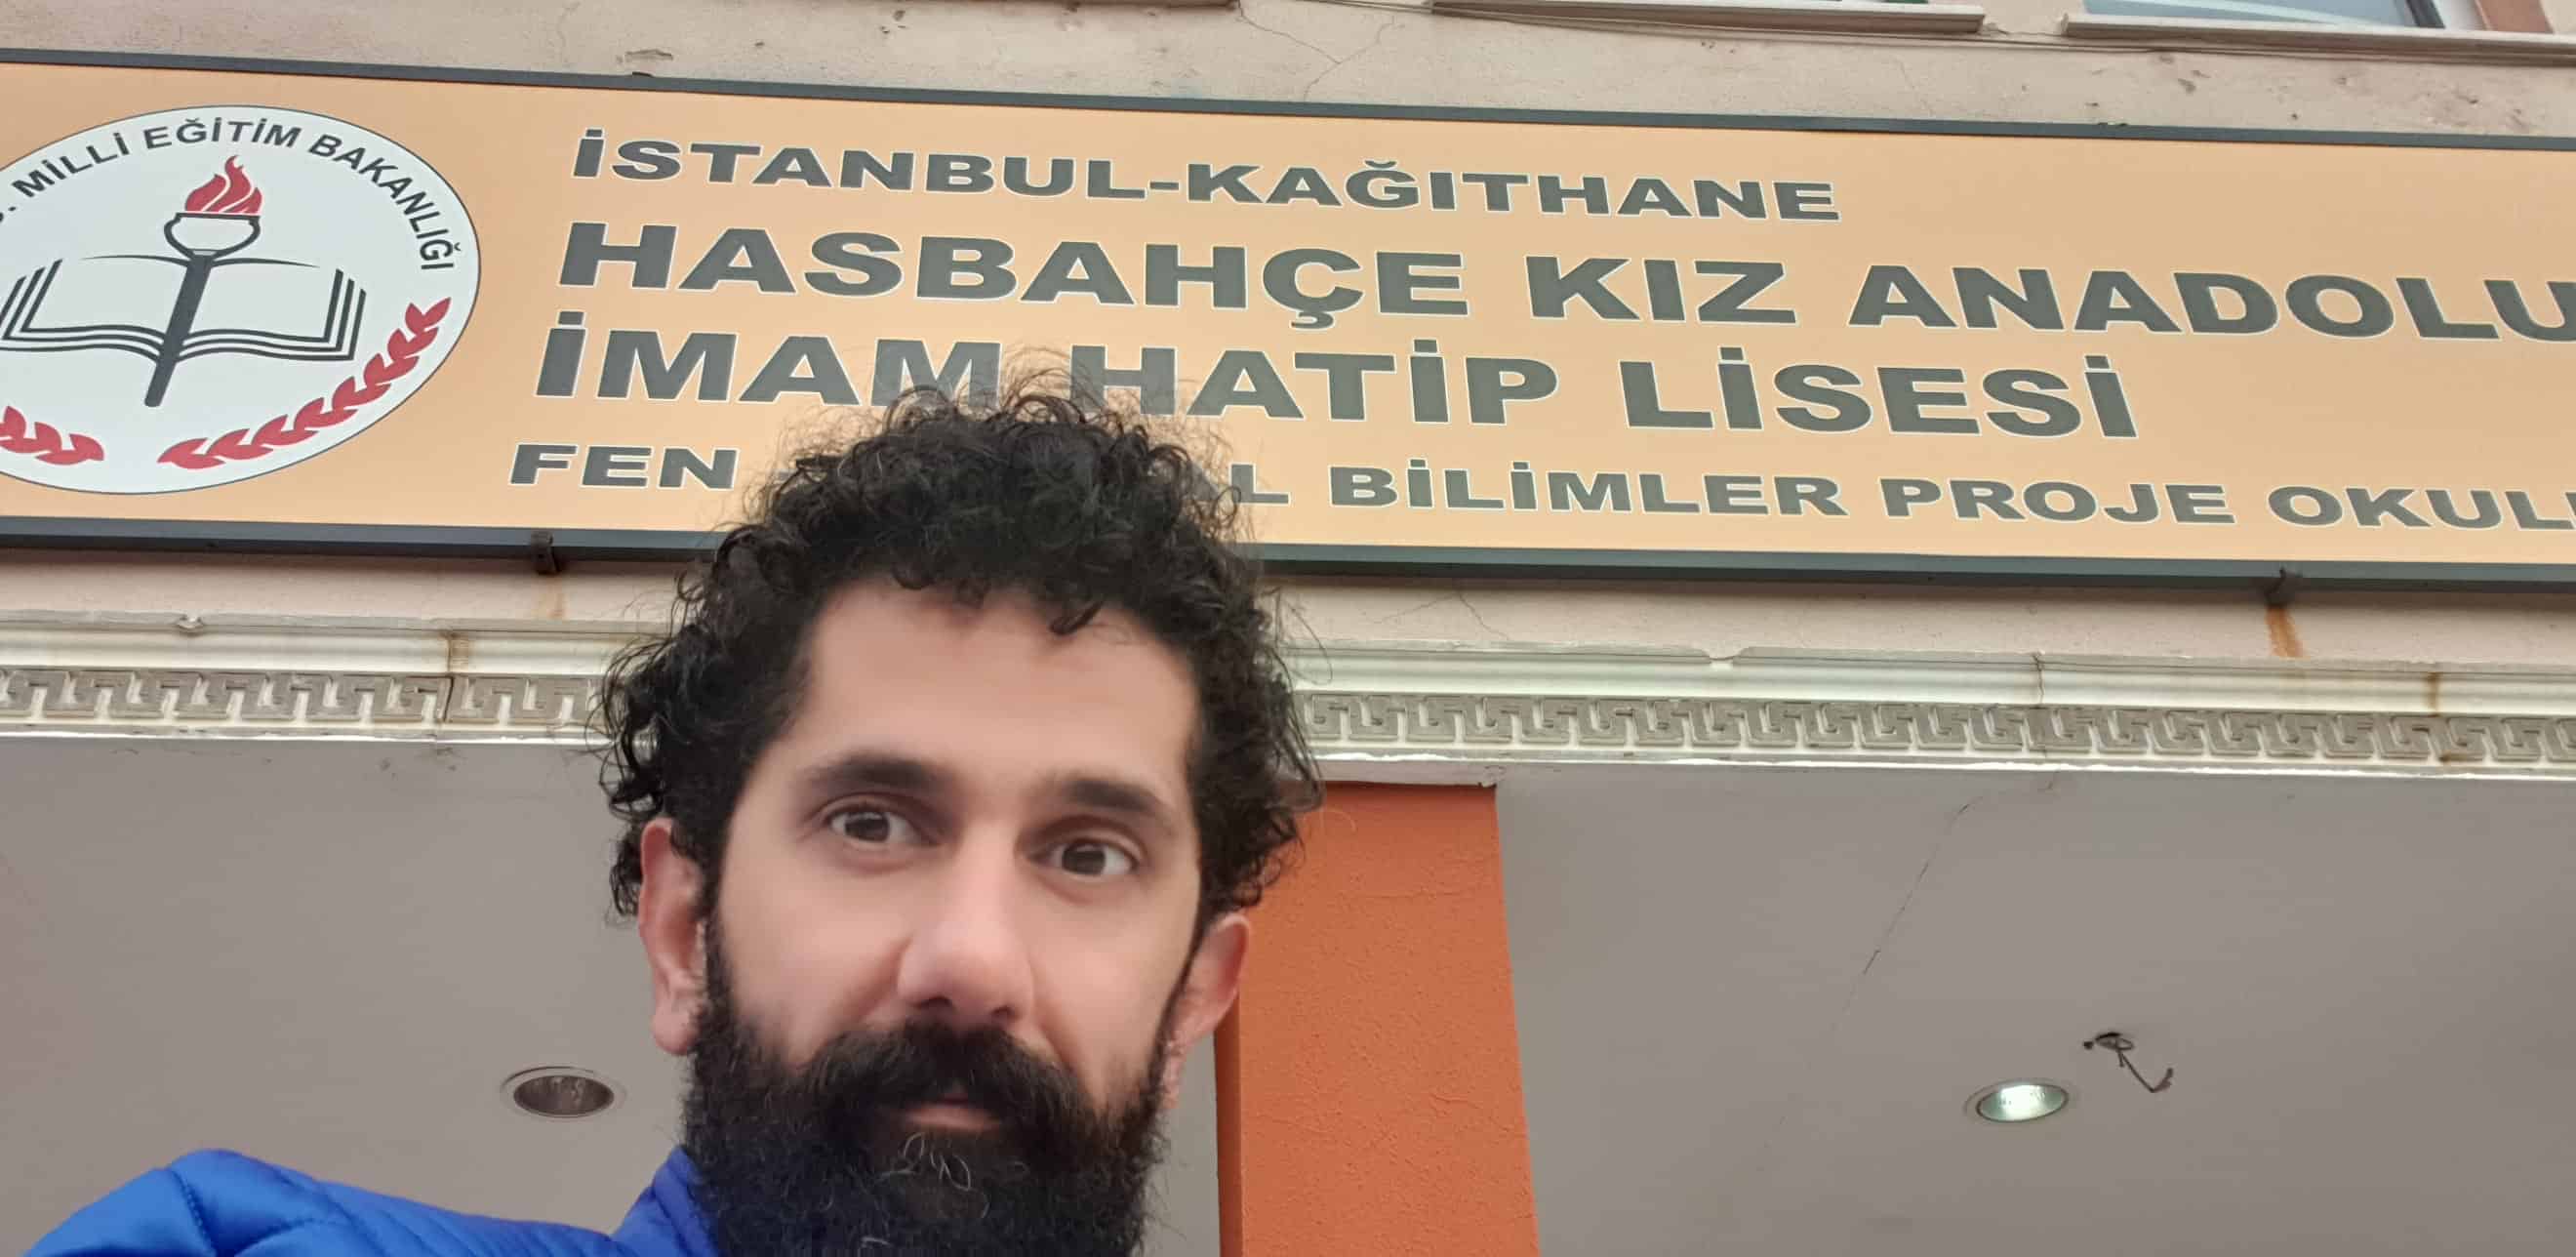 MİLLİ EĞİTİM BAKANLIĞI
İSTANBUL-KAĞITHANE
HASBAHÇE KIZ ANADOLU
İMAM HATİP LİSESİ
FEN BİLİMLER PROJE